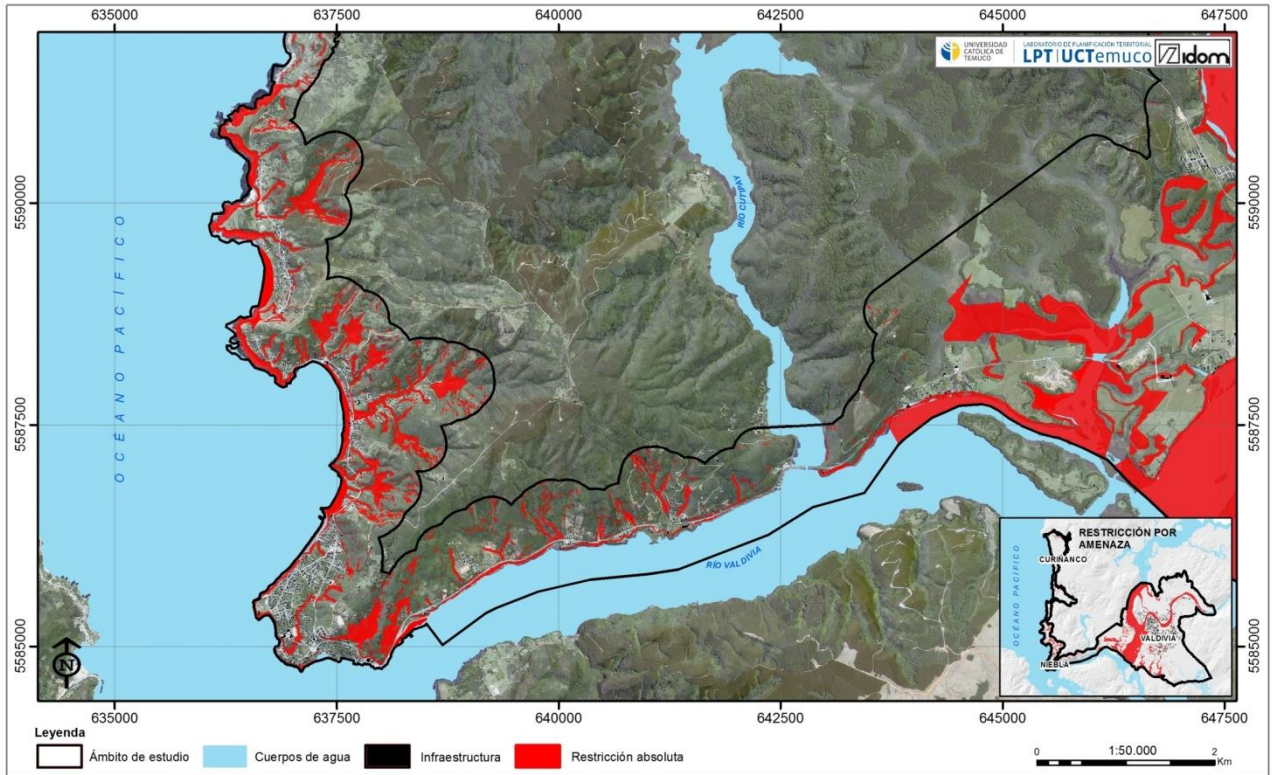 635000 637500 640000 642500 645000 647500
UNIVERSIDAD
CATÓLICA DE
TEMUCO
LABORATORIO DE PLANIFICACIÓN TERRITORIAL
LPT|UCTemuco
idom
5590000
5590000
OCÉANO PACÍFICO
RÍO CUTIPAY
5587500
5587500
RÍO VALDIVIA
5585000
5585000
RESTRICCIÓN POR
AMENAZA
OCÉANO PACÍFICO
CURIÑANCO
VALDIVIA
NIEBLA
N
635000 637500 640000 642500 645000 647500
Leyenda
Ámbito de estudio Cuerpos de agua Infraestructura Restricción absoluta
1:50.000
0 2
Km